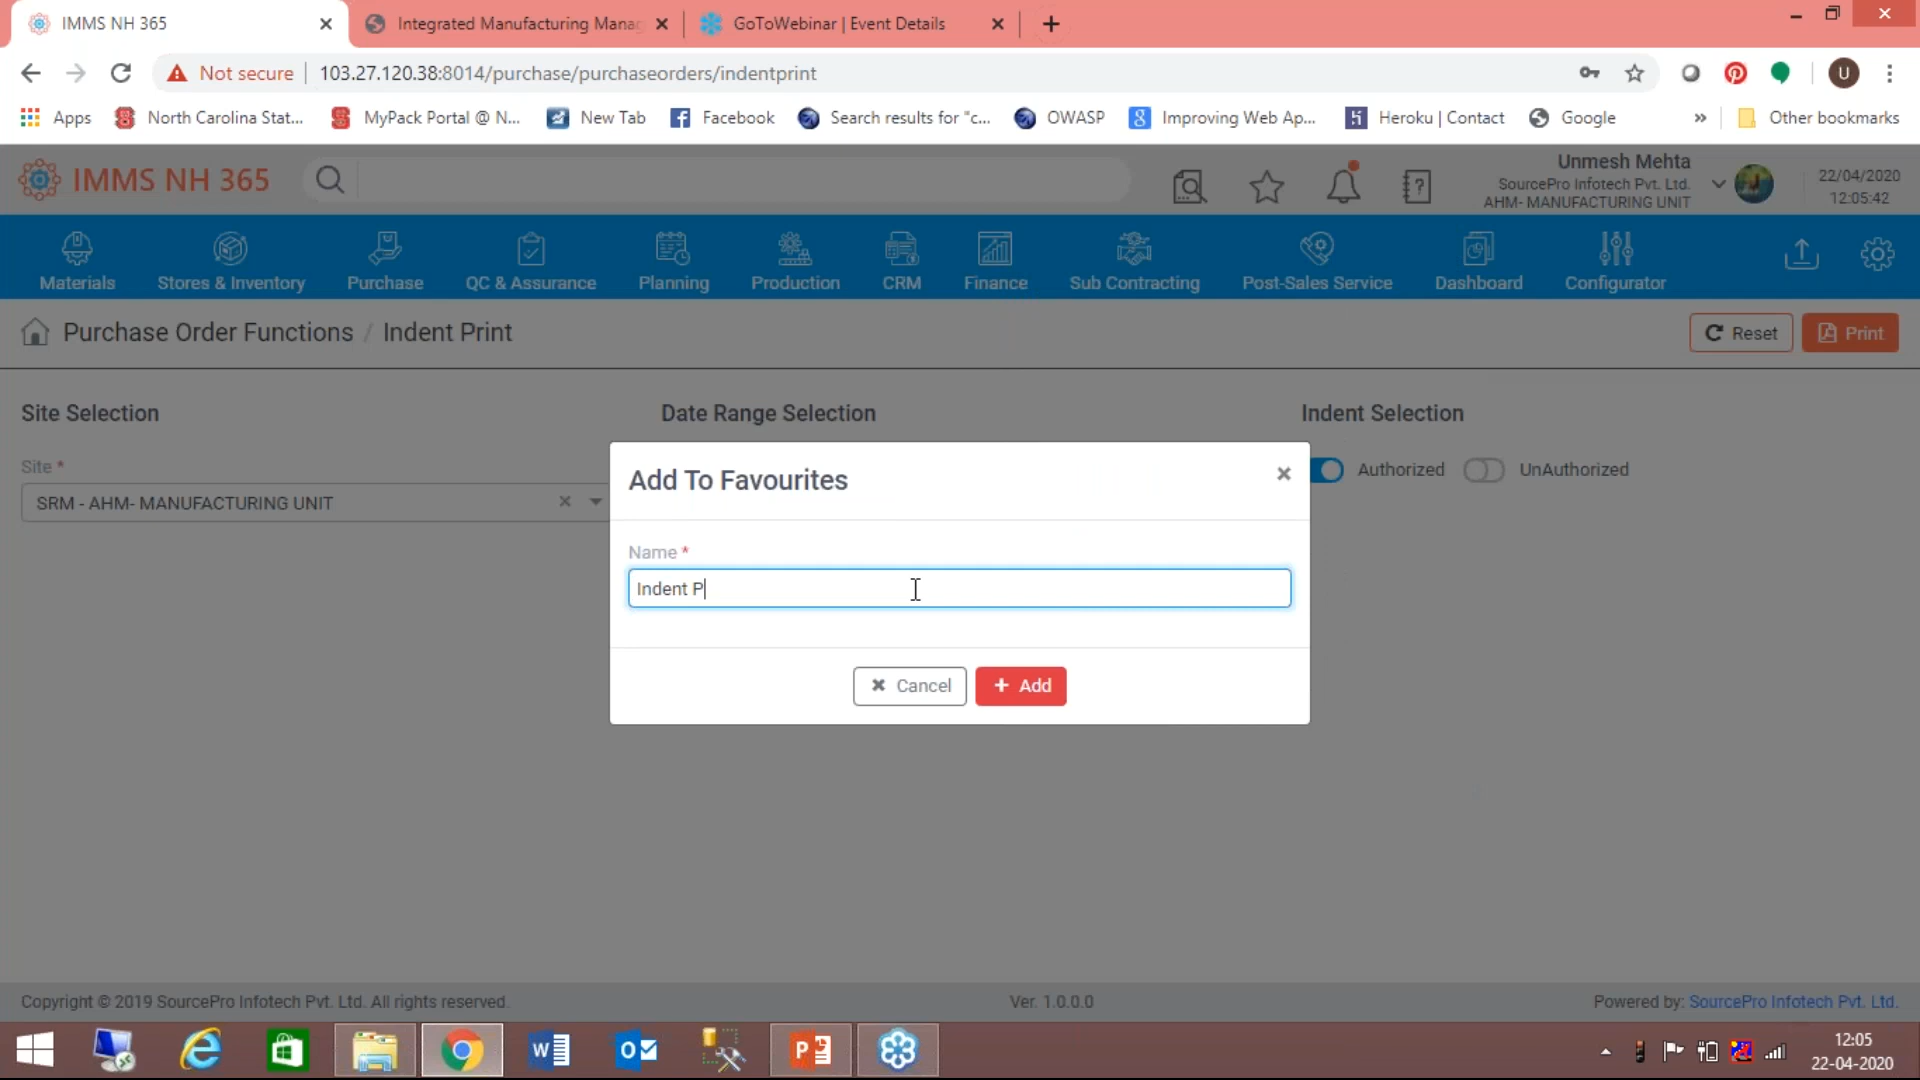 IMMS NH 365
Integrated Manufacturing Mana
GoToWebinar | Event Details
Not secure
103.27.120.38:8014/purchase/purchaseorders/indentprint
U
Apps
North Carolina Stat...
MyPack Portal @ N...
New Tab
Facebook
Search results for "c...
OWASP
Improving Web Ap...
Heroku | Contact
Google
»
Other bookmarks
IMMS NH 365
Unmesh Mehta
SourcePro Infotech Pvt. Ltd.
AHM- MANUFACTURING UNIT
22/04/2020
12:05:42
Materials
Stores & Inventory
Purchase
QC & Assurance
Planning
Production
CRM
Finance
Sub Contracting
Post-Sales Service
Dashboard
Configurator
Purchase Order Functions / Indent Print
Reset
Print
Site Selection
Date Range Selection
Indent Selection
Site *
SRM - AHM- MANUFACTURING UNIT
Authorized
UnAuthorized
Add To Favourites
Name *
Indent P
Cancel
+ Add
Copyright © 2019 SourcePro Infotech Pvt. Ltd. All rights reserved.
Ver. 1.0.0.0
Powered by: SourcePro Infotech Pvt. Ltd.
12:05
22-04-2020